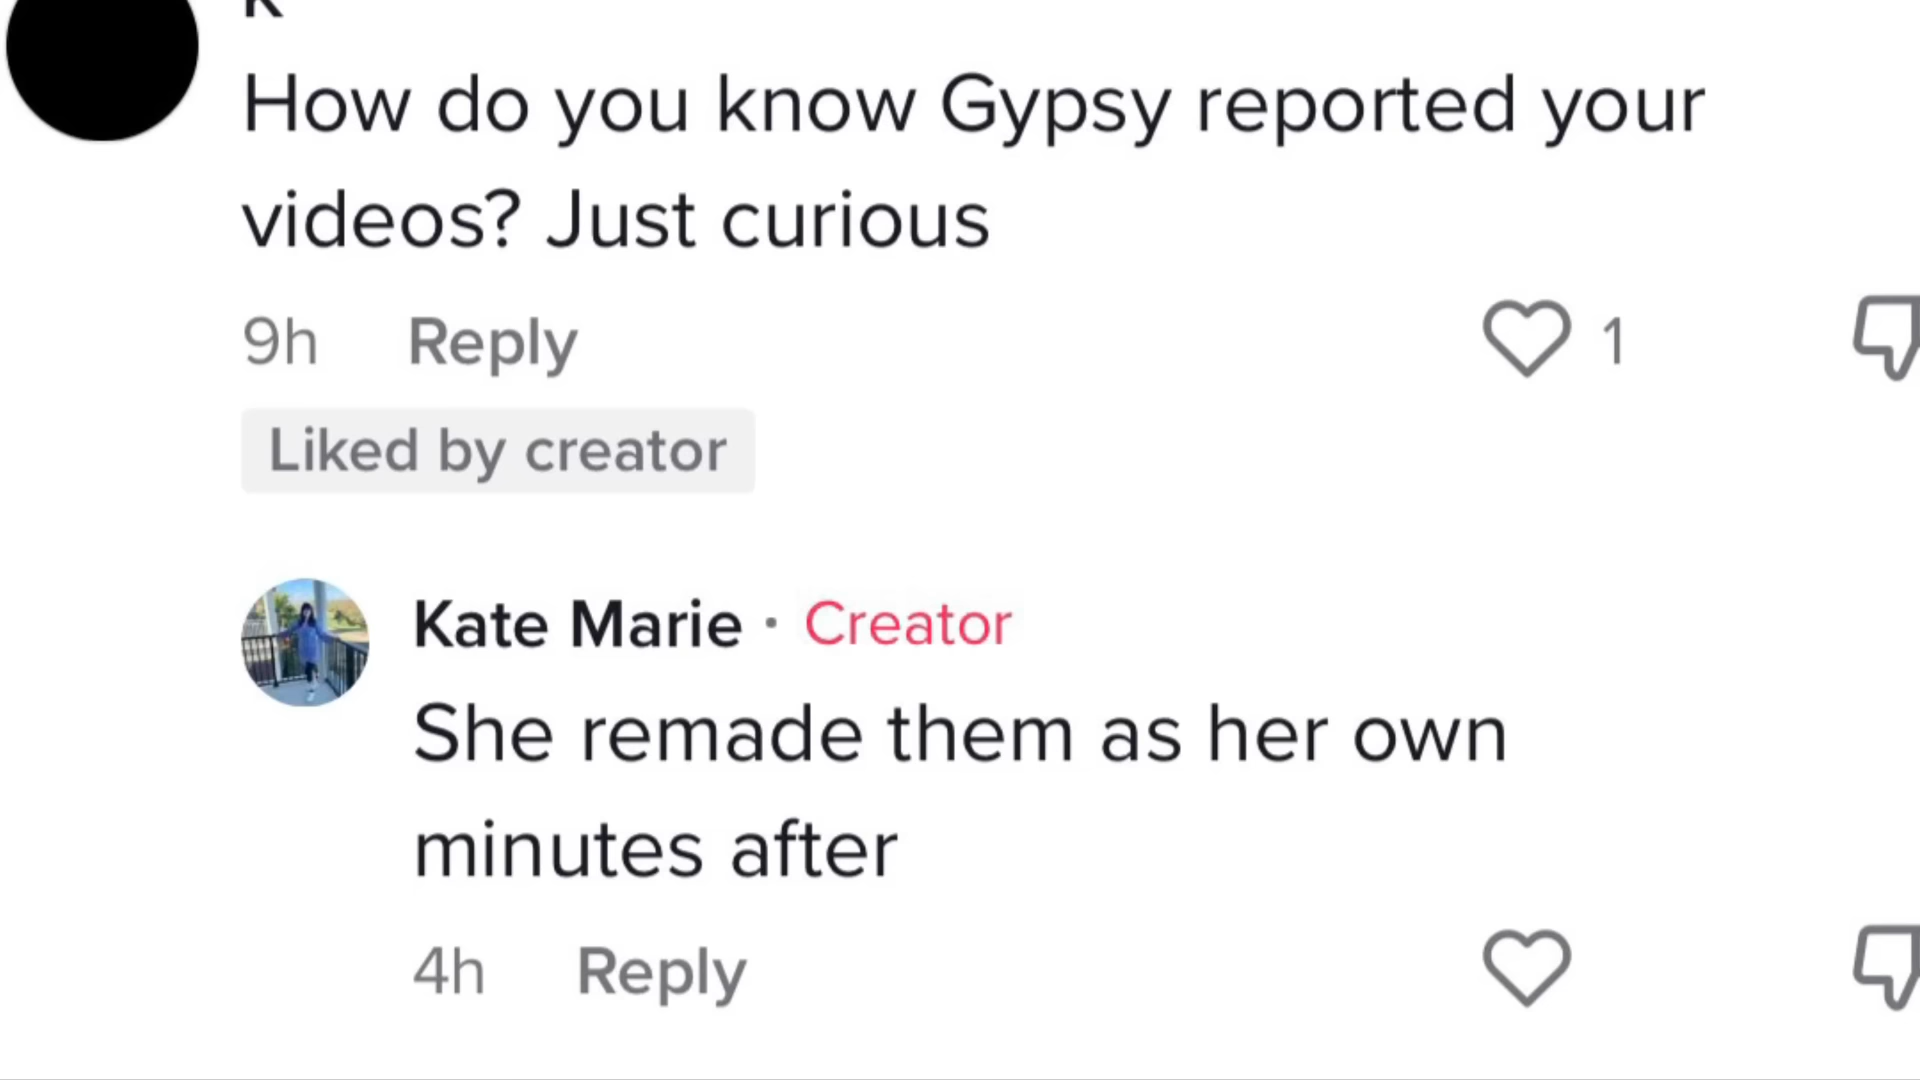 How do you know Gypsy reported your
videos? Just curious
9h Reply 1
Liked by creator
Kate Marie · Creator
She remade them as her own
minutes after
4h Reply